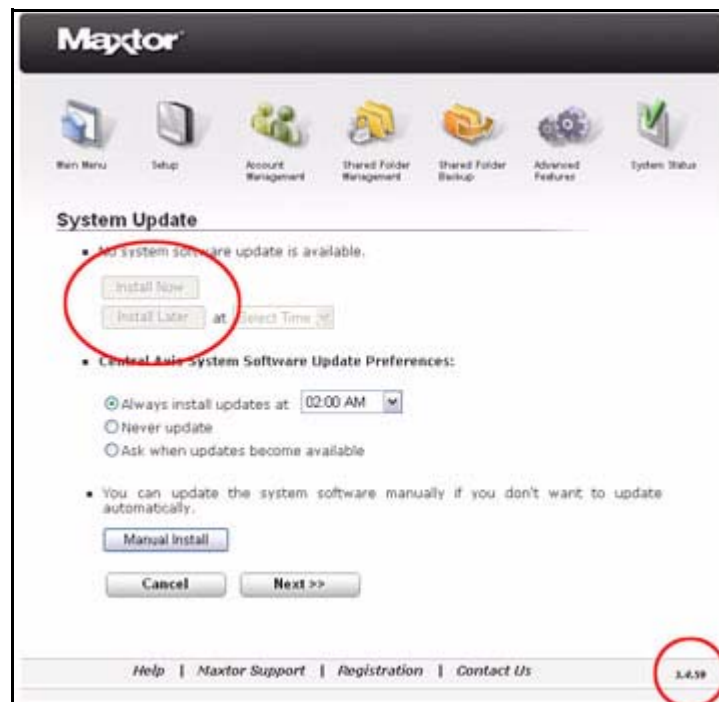 Maxtor
Main Menu
Setup
Account Management
Shared Folder Management
Shared Folder Backup
Advanced Features
System Status
System Update
No system software update is available.
Install Now
Install Later at Select Time
Central Axis System Software Update Preferences:
Always install updates at 02:00 AM
Never update
Ask when updates become available
You can update the system software manually if you don't want to update
automatically.
Manual Install
Cancel Next >>
Help | Maxtor Support | Registration | Contact Us